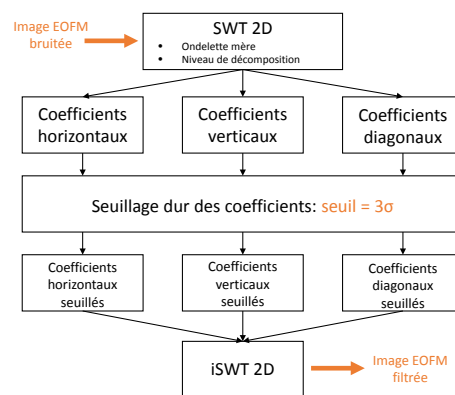 Image EOFM
bruitée
SWT 2D
• Ondelette mère
• Niveau de décomposition
Coefficients
horizontaux
Coefficients
verticaux
Coefficients
diagonaux
Seuillage dur des coefficients: seuil = 3σ
Coefficients
horizontaux
seuillés
Coefficients
verticaux
seuillés
Coefficients
diagonaux
seuillés
iSWT 2D
Image EOFM
filtrée